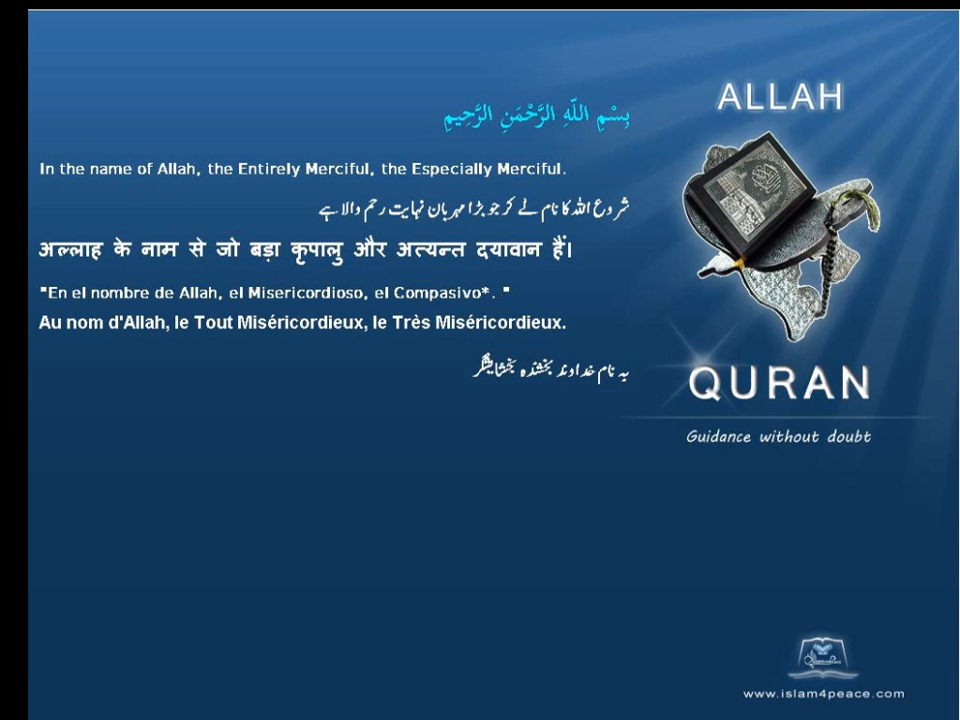 بِسْمِ اللّهِ الرَّحْمَنِ الرَّحِيمِ
In the name of Allah, the Entirely Merciful, the Especially Merciful.
شروع الله کا نام لے کر جو بڑا مہربان نہایت رحم والا ہے
अल्लाह के नाम से जो बड़ा कृपालु और अत्यन्त दयावान हैं।
"En el nombre de Allah, el Misericordioso, el Compasivo*. "
Au nom d'Allah, le Tout Miséricordieux, le Très Miséricordieux.
به نام خداوند بخشنده بخشایشگر
ALLAH
QURAN
Guidance without doubt
www.islam4peace.com